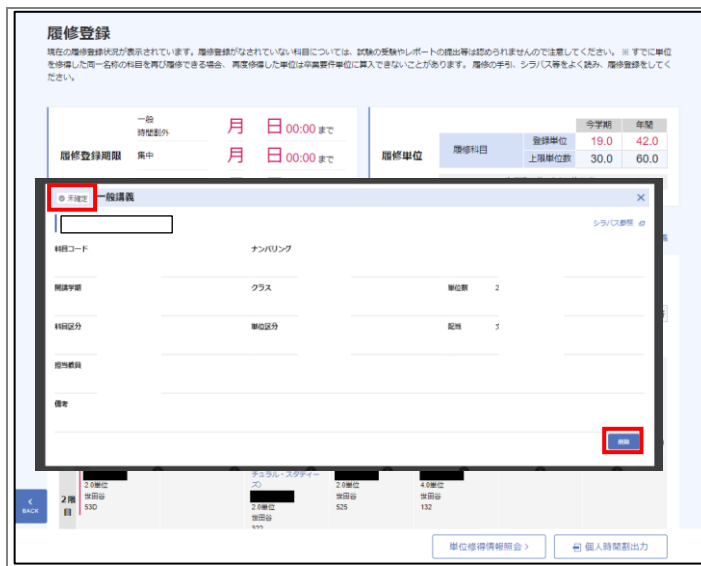 履修登録
現在の履修登録状況が表示されています。履修登録がなされていない科目については、試験の受験やレポートの提出等は認められませんので注意してください。 ※ すでに単位
を修得した同一名称の科目を再び履修できる場合、 再度修得した単位は卒業要件単位に算入できないことがあります。 履修の手引、シラバス等をよく読み、履修登録をしてく
ださい。
履修登録期限
一般
時間割外
月 日 00:00 まで
集中
月 日 00:00 まで
履修単位
今学期 年間
履修科目
登録単位 19.0 42.0
上限単位数 30.0 60.0
未確定 一般講義 ×
シラバス参照
科目コード ナンバリング
開講学期 クラス 単位数 2
科目区分 単位区分 配当
担当教員
備考
削除
チュラル・スタディー
ズ)
2限
目
2.0単位
世田谷
53D
2.0単位
世田谷
2.0単位
世田谷
525
4.0単位
世田谷
132
BACK
単位修得情報照会 >
個人時間割出力